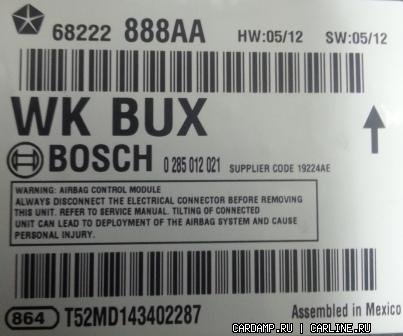 68222 888AA HW:05/12 SW:05/12
WK BUX
BOSCH 0 285 012 021 SUPPLIER CODE 19224AE
WARNING: AIRBAG CONTROL MODULE
ALWAYS DISCONNECT THE ELECTRICAL CONNECTOR BEFORE REMOVING
THIS UNIT. REFER TO SERVICE MANUAL. TILTING OF CONNECTED
UNIT CAN LEAD TO DEPLOYMENT OF THE AIRBAG SYSTEM AND CAUSE
PERSONAL INJURY.
864 T52MD143402287 Assembled in Mexico
CARDAMP.RU | CARLINE.RU